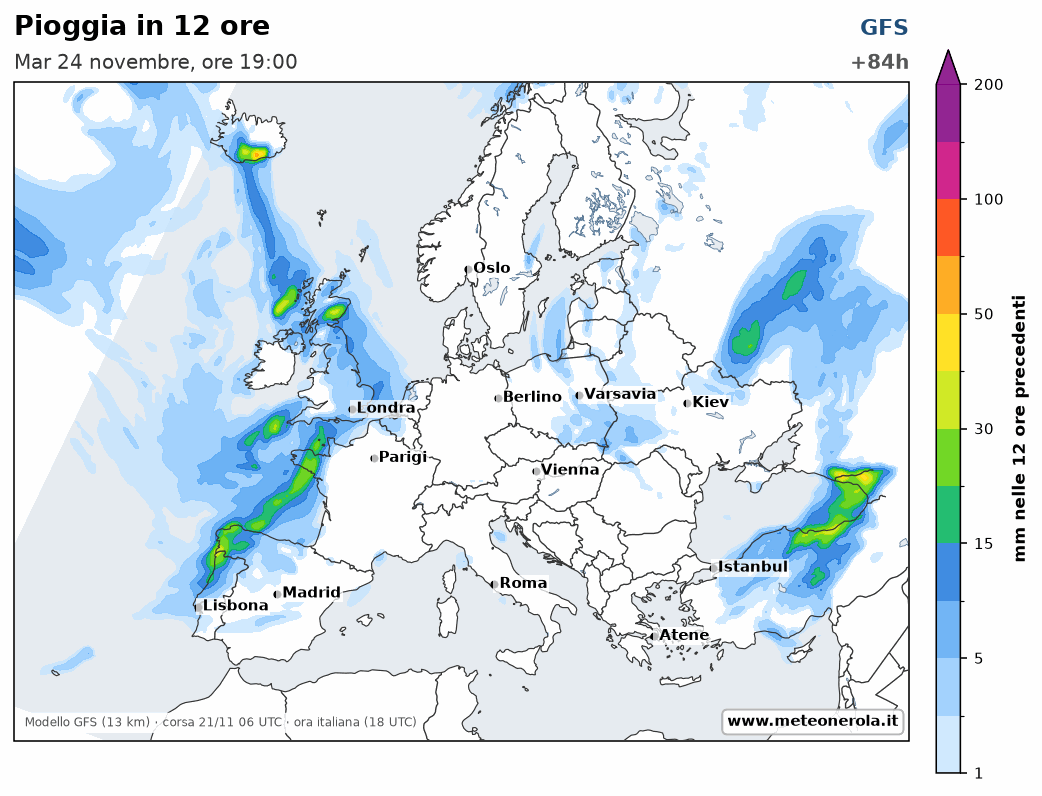 Pioggia in 12 ore
GFS
Mar 24 novembre, ore 19:00
+84h
200
100
50
30
15
5
1
mm nelle 12 ore precedenti
Oslo
Berlino
Varsavia
Kiev
Londra
Parigi
Vienna
Istanbul
Roma
Madrid
Lisbona
Atene
Modello GFS (13 km) · corsa 21/11 06 UTC · ora italiana (18 UTC)
www.meteonerola.it